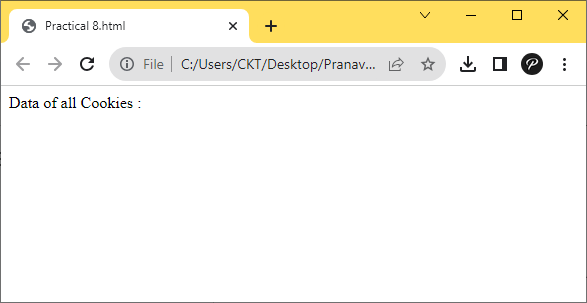 Practical 8.html
File
C:/Users/CKT/Desktop/Pranav...
Data of all Cookies :